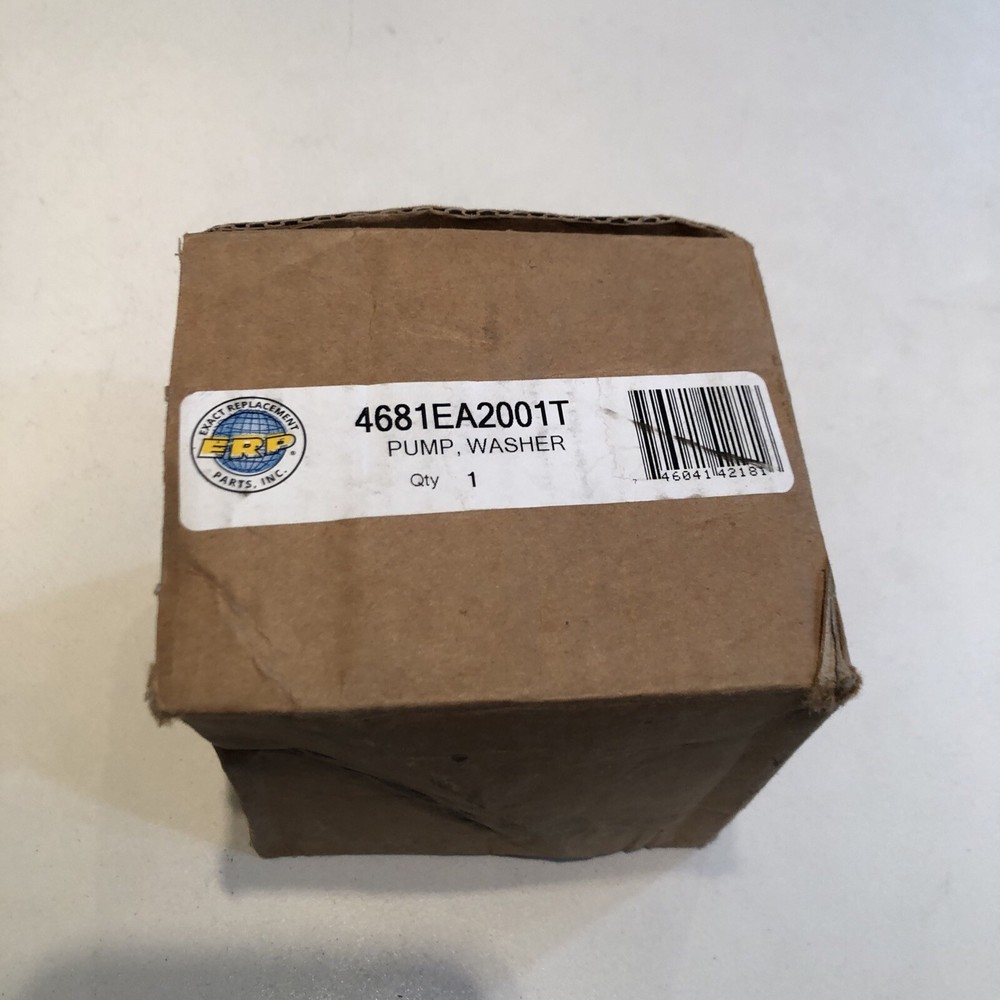 EXACT REPLACEMENT
ERP®
PARTS, INC.
4681EA2001T
PUMP, WASHER
Qty 1
46041 42181